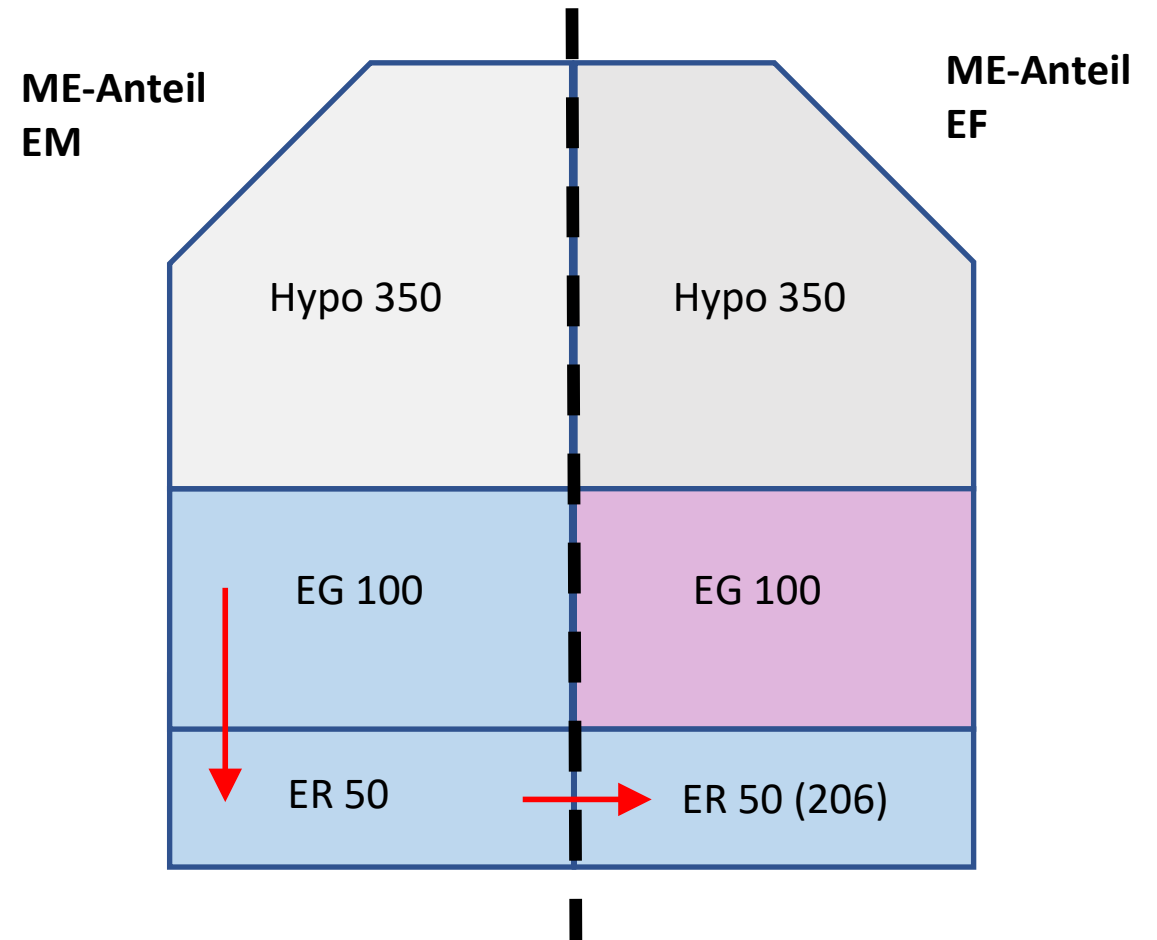 ME-Anteil
EM
ME-Anteil
EF
Hypo 350
Hypo 350
EG 100
EG 100
ER 50
ER 50 (206)